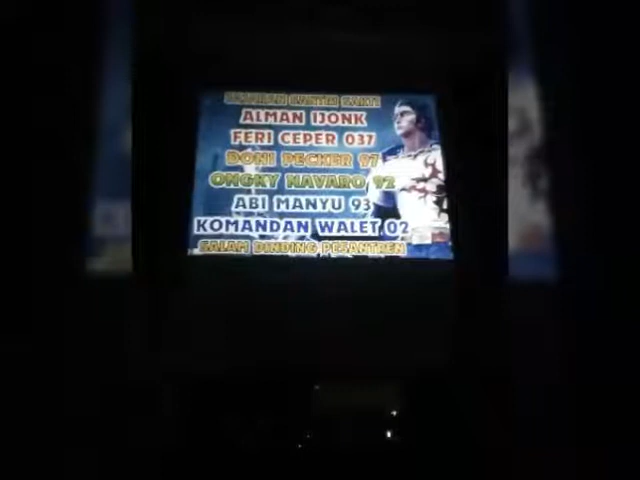 ALMAN IJONK
FERI CEPER 037
DONI PECKER 97
ONGKY NAVARO 92
ABI MANYU 93
KOMANDAN WALET 02
SALAM DINDING PESANTREN